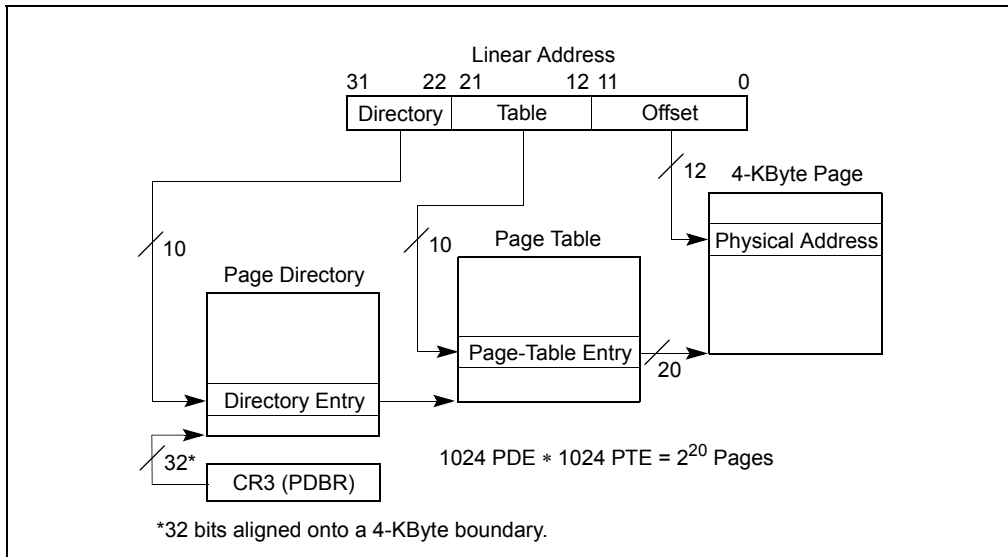 Linear Address
31 22 21 12 11 0
Directory Table Offset
12
4-KByte Page
10
10
Page Table
Physical Address
Page Directory
Page-Table Entry
20
Directory Entry
32*
1024 PDE * 1024 PTE = 2^20 Pages
CR3 (PDBR)
*32 bits aligned onto a 4-KByte boundary.